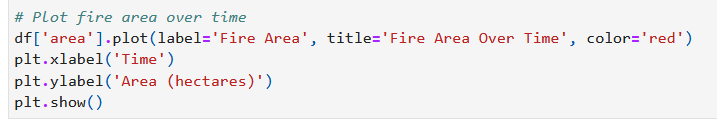 # Plot fire area over time
df['area'].plot(label='Fire Area', title='Fire Area Over Time', color='red')
plt.xlabel('Time')
plt.ylabel('Area (hectares)')
plt.show()